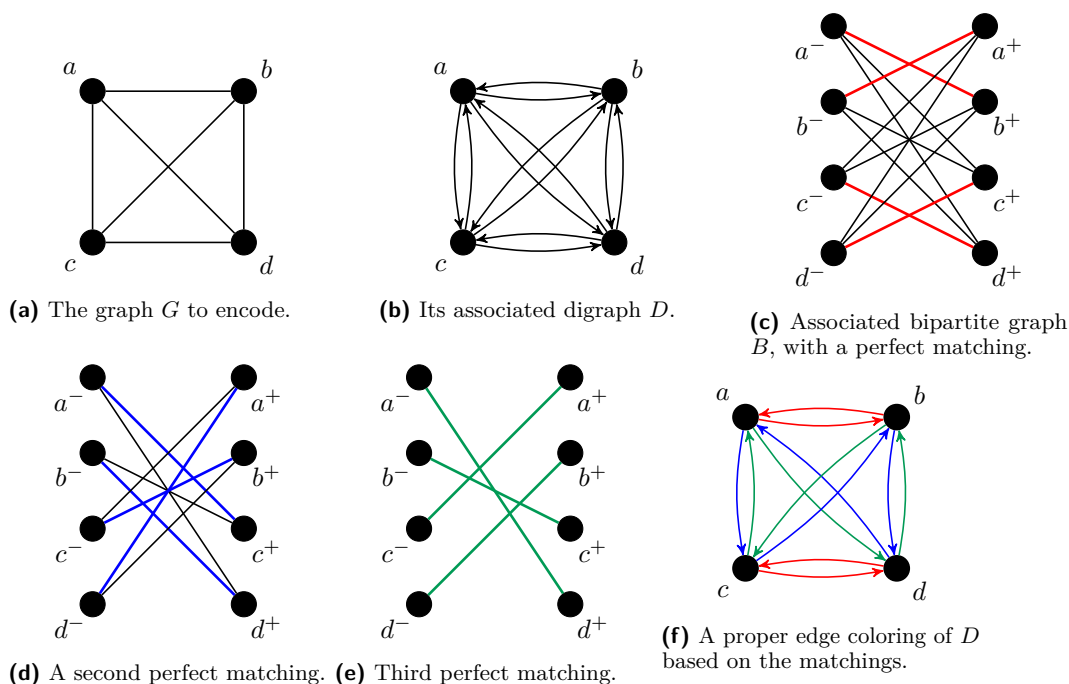 a b
c d
(a) The graph G to encode.
a b
c d
(b) Its associated digraph D.
a⁻ a⁺
b⁻ b⁺
c⁻ c⁺
d⁻ d⁺
(c) Associated bipartite graph
B, with a perfect matching.
a⁻ a⁺
b⁻ b⁺
c⁻ c⁺
d⁻ d⁺
(d) A second perfect matching.
a⁻ a⁺
b⁻ b⁺
c⁻ c⁺
d⁻ d⁺
(e) Third perfect matching.
a b
c d
(f) A proper edge coloring of D
based on the matchings.